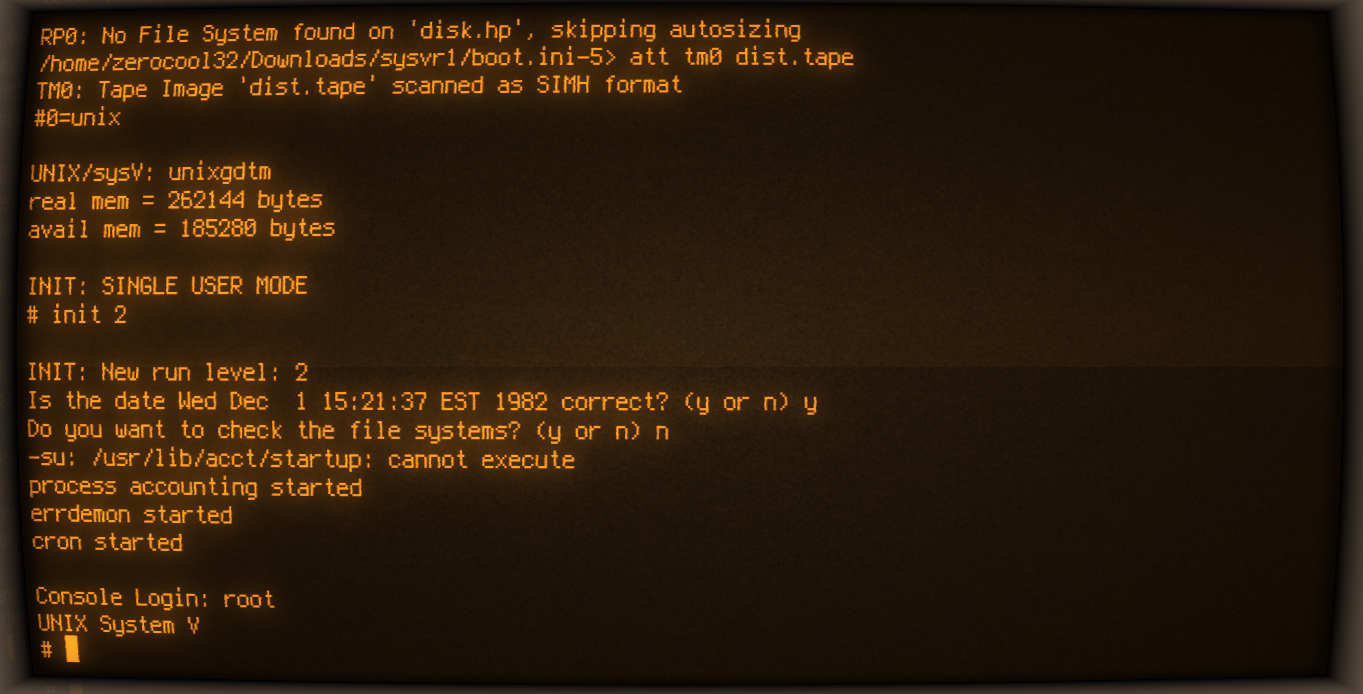 RP0: No File System found on 'disk.hp', skipping autosizing
/home/zerocool32/Downloads/sysvr1/boot.ini-5> att tm0 dist.tape
TM0: Tape Image 'dist.tape' scanned as SIMH format
#0=unix
UNIX/sysV: unixgdtm
real mem = 262144 bytes
avail mem = 185280 bytes
INIT: SINGLE USER MODE
# init 2
INIT: New run level: 2
Is the date Wed Dec  1 15:21:37 EST 1982 correct? (y or n) y
Do you want to check the file systems? (y or n) n
-su: /usr/lib/acct/startup: cannot execute
process accounting started
errdemon started
cron started
Console Login: root
UNIX System V
#